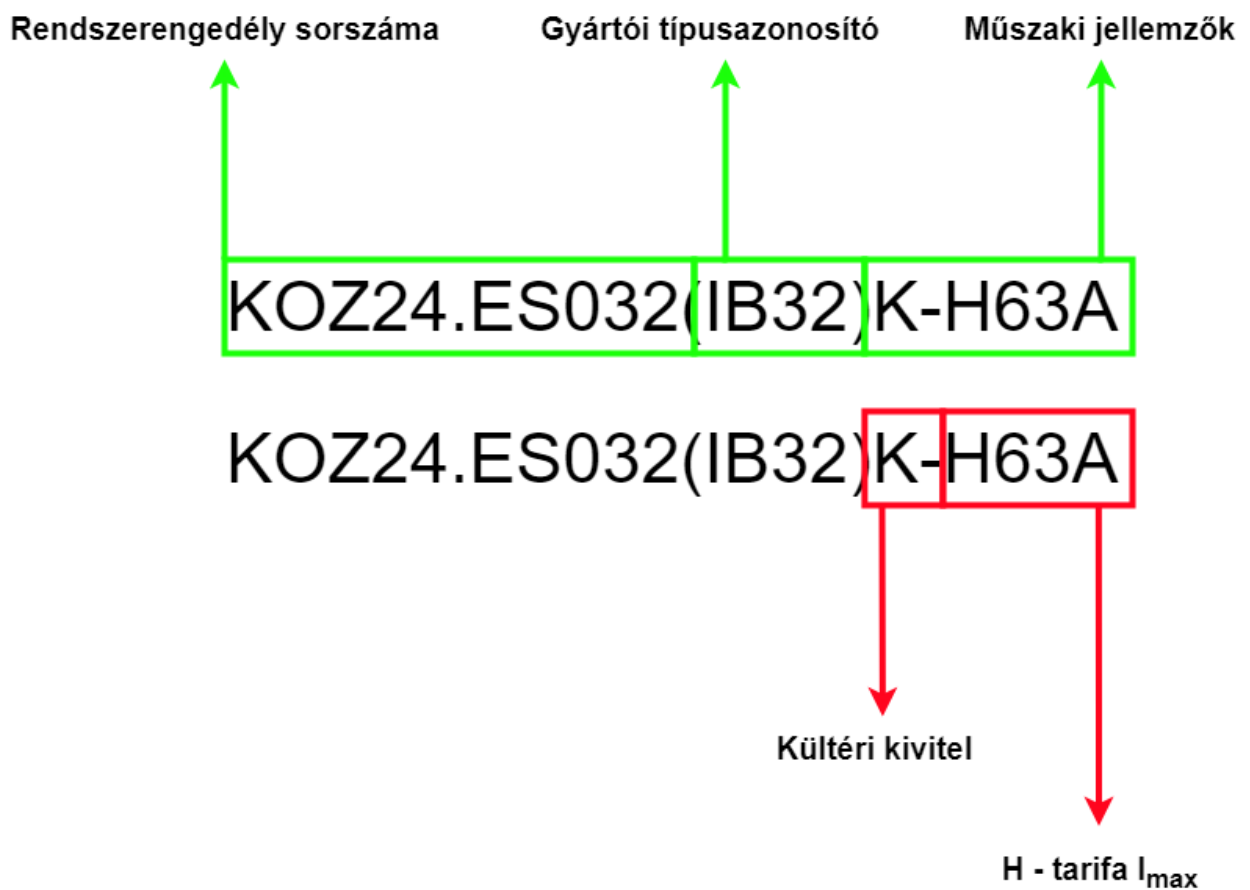 Rendszerengedély sorszáma Gyártói típusazonosító Műszaki jellemzők
KOZ24.ES032(IB32)K-H63A
KOZ24.ES032(IB32)K-H63A
Kültéri kivitel
H - tarifa Imax